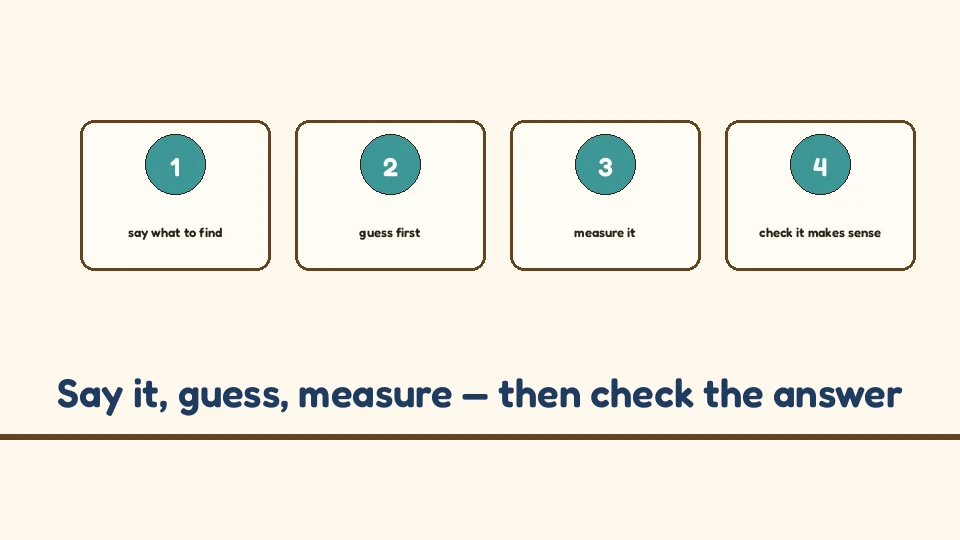 1
say what to find
2
guess first
3
measure it
4
check it makes sense
Say it, guess, measure — then check the answer